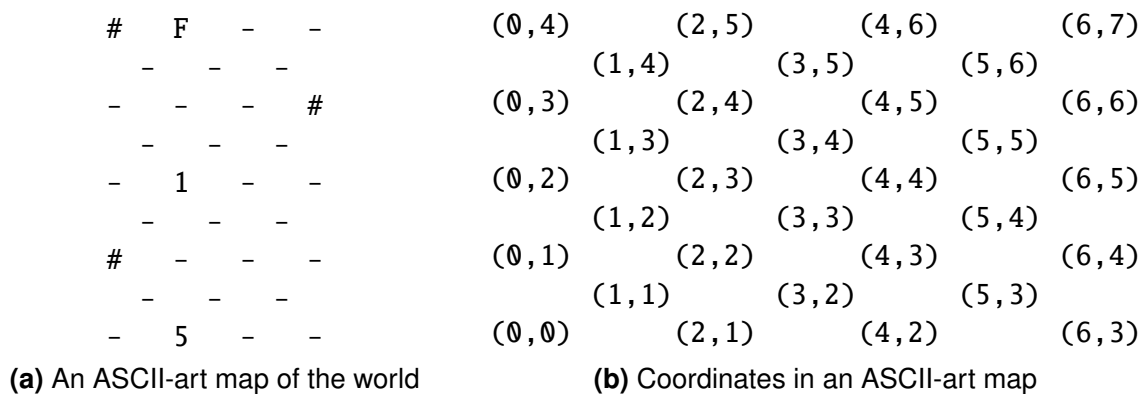 # F - - (0,4) (2,5) (4,6) (6,7)
- - - (1,4) (3,5) (5,6)
- - - # (0,3) (2,4) (4,5) (6,6)
- - - (1,3) (3,4) (5,5)
- 1 - - (0,2) (2,3) (4,4) (6,5)
- - - (1,2) (3,3) (5,4)
# - - - (0,1) (2,2) (4,3) (6,4)
- - - (1,1) (3,2) (5,3)
- 5 - - (0,0) (2,1) (4,2) (6,3)
(a) An ASCII-art map of the world (b) Coordinates in an ASCII-art map